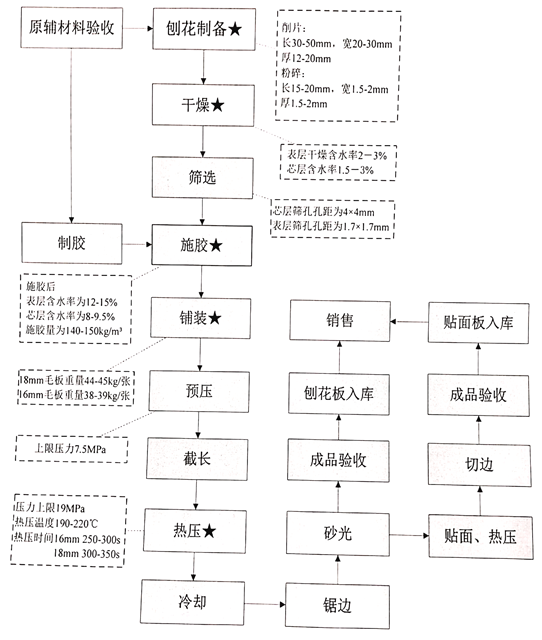 原辅材料验收
刨花制备★
削片：
长30-50mm，宽20-30mm
厚12-20mm
粉碎：
长15-20mm，宽1.5-2mm
厚1.5-2mm
干燥★
表层干燥含水率2－3%
芯层含水率1.5－3%
筛选
芯层筛孔孔距为4×4mm
表层筛孔孔距为1.7×1.7mm
制胶
施胶★
施胶后
表层含水率为12-15%
芯层含水率为8-9.5%
施胶量为140-150kg/m³
铺装★
18mm毛板重量44-45kg/张
16mm毛板重量38-39kg/张
预压
上限压力7.5MPa
截长
热压★
压力上限19MPa
热压温度190-220℃
热压时间16mm 250-300s
18mm 300-350s
冷却
锯边
砂光
成品验收
刨花板入库
销售
贴面、热压
切边
成品验收
贴面板入库